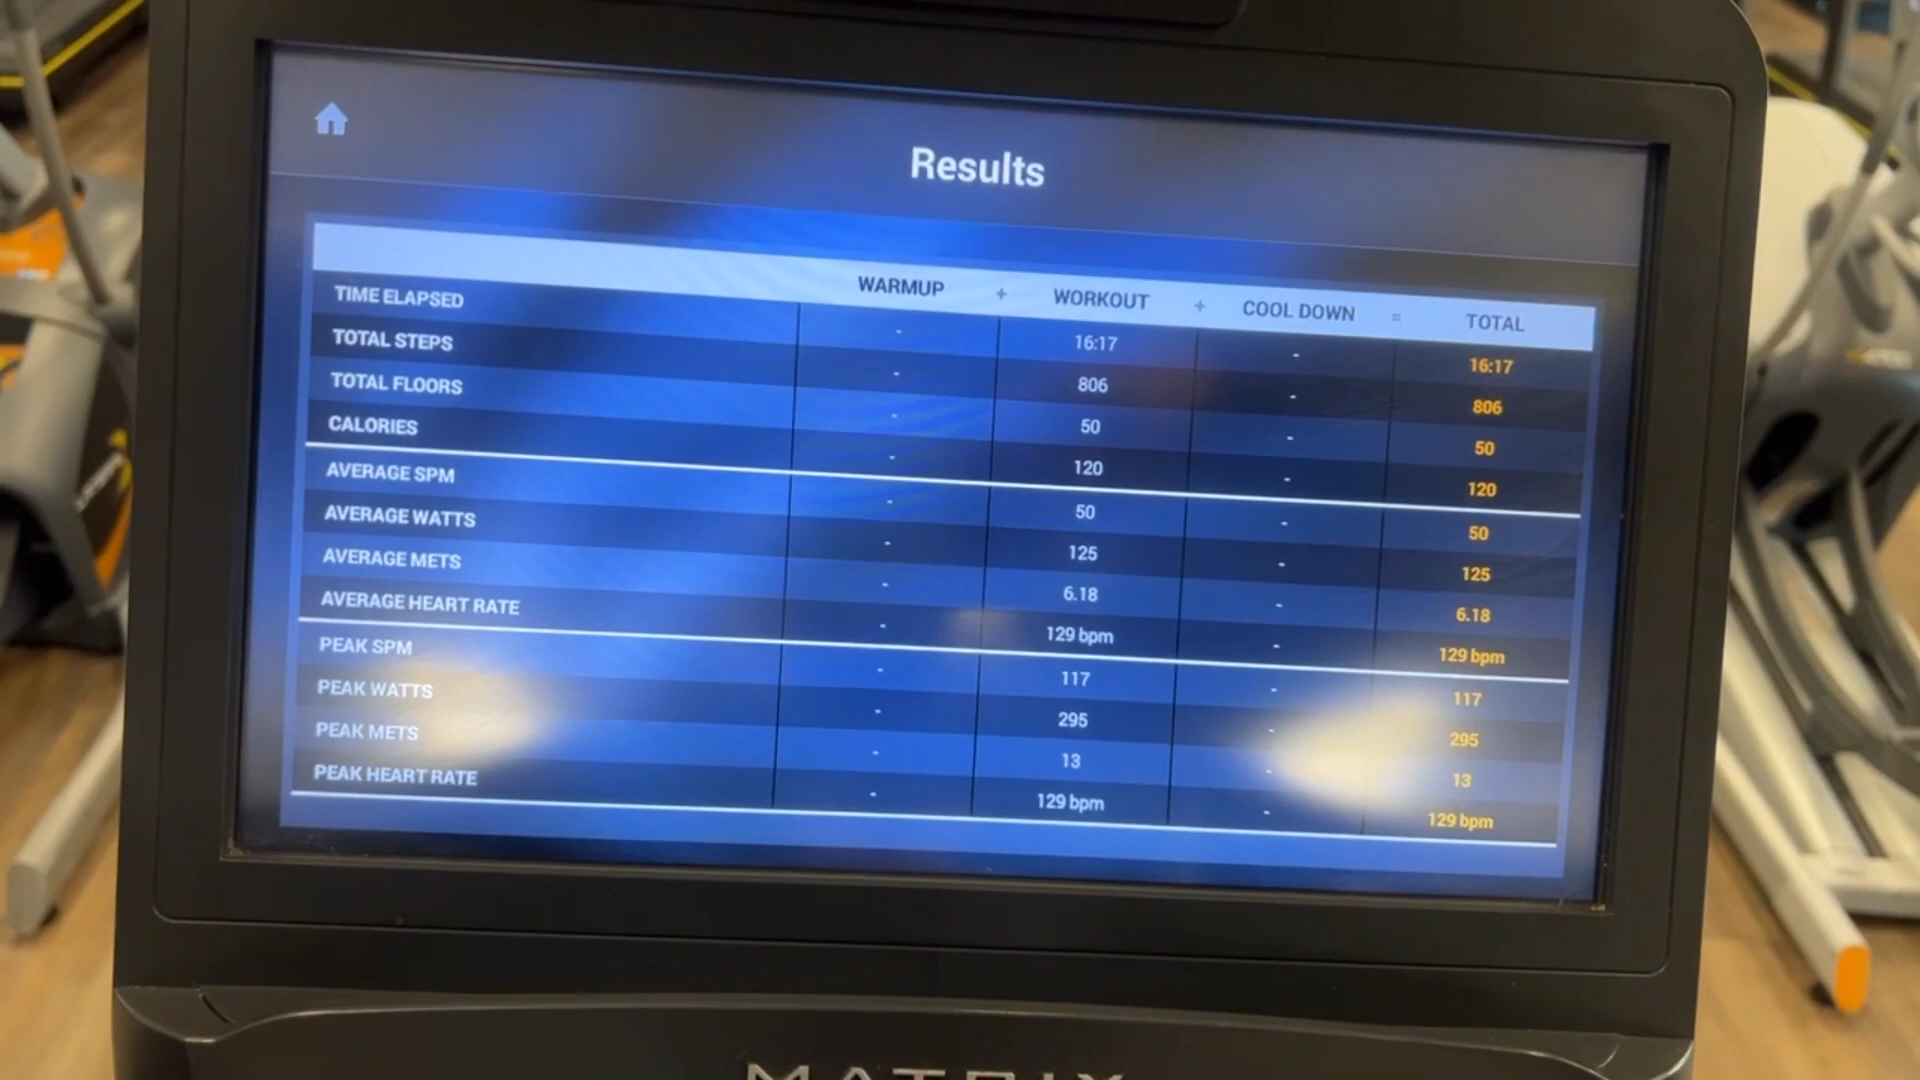 Results
WARMUP + WORKOUT + COOL DOWN = TOTAL
TIME ELAPSED - 16:17 - 16:17
TOTAL STEPS - 806 - 806
TOTAL FLOORS - 50 - 50
CALORIES - 120 - 120
AVERAGE SPM - 50 - 50
AVERAGE WATTS - 125 - 125
AVERAGE METS - 6.18 - 6.18
AVERAGE HEART RATE - 129 bpm - 129 bpm
PEAK SPM - 117 - 117
PEAK WATTS - 295 - 295
PEAK METS - 13 - 13
PEAK HEART RATE - 129 bpm - 129 bpm
MATRIX